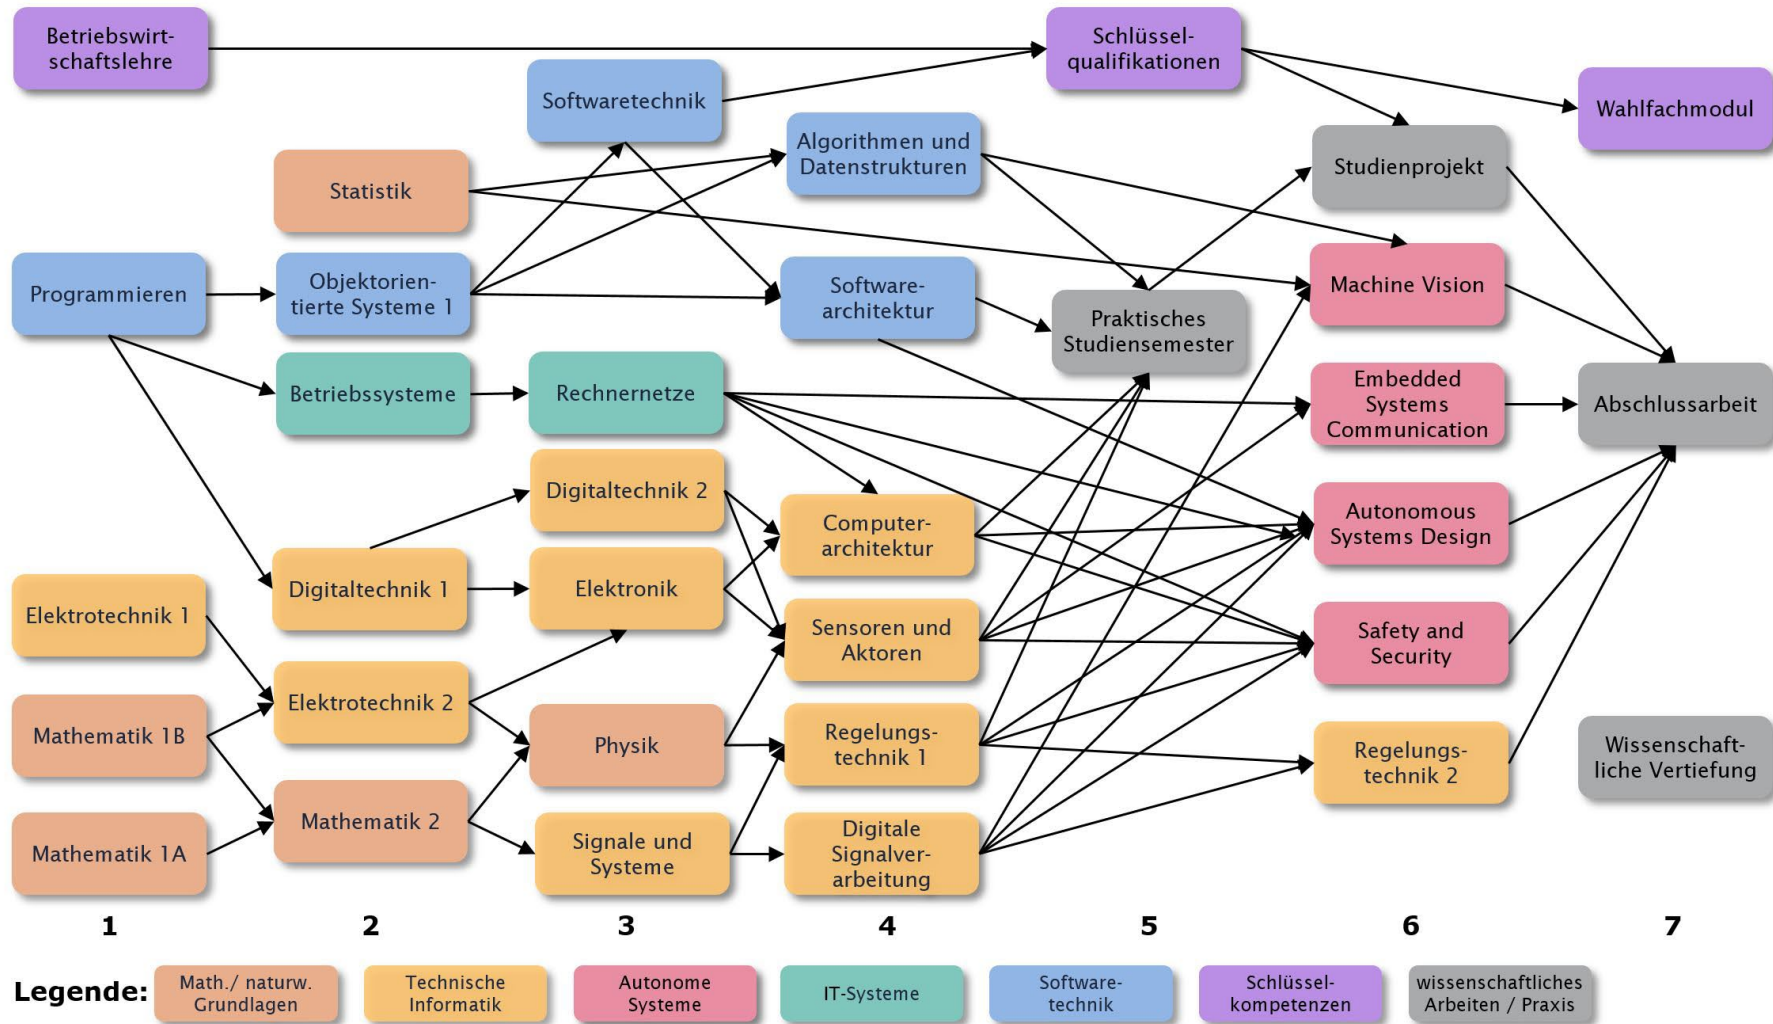 Betriebswirt-
schaftslehre
Schlüssel-
qualifikationen
Softwaretechnik
Wahlfachmodul
Algorithmen und
Datenstrukturen
Studienprojekt
Statistik
Programmieren
Objektorien-
tierte Systeme 1
Software-
architektur
Machine Vision
Praktisches
Studiensemester
Betriebssysteme
Rechnernetze
Embedded
Systems
Communication
Abschlussarbeit
Digitaltechnik 2
Computer-
architektur
Autonomous
Systems Design
Digitaltechnik 1
Elektronik
Elektrotechnik 1
Sensoren und
Aktoren
Safety and
Security
Elektrotechnik 2
Mathematik 1B
Physik
Regelungs-
technik 1
Regelungs-
technik 2
Wissenschaft-
liche Vertiefung
Mathematik 2
Mathematik 1A
Signale und
Systeme
Digitale
Signalver-
arbeitung
1 2 3 4 5 6 7
Legende:
Math./ naturw.
Grundlagen
Technische
Informatik
Autonome
Systeme
IT-Systeme
Software-
technik
Schlüssel-
kompetenzen
wissenschaftliches
Arbeiten / Praxis